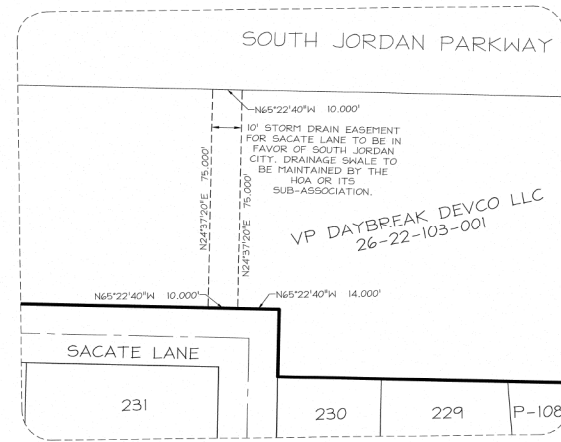 SOUTH JORDAN PARKWAY
N65°22'40"W 10.000'
10' STORM DRAIN EASEMENT
FOR SACATE LANE TO BE IN
FAVOR OF SOUTH JORDAN
CITY. DRAINAGE SWALE TO
BE MAINTAINED BY THE
HOA OR ITS
SUB-ASSOCIATION.
N24°37'20"E 75.000'
N24°37'20"E 75.000'
VP DAYBREAK DEVCO LLC
26-22-103-001
N65°22'40"W 10.000'
N65°22'40"W 14.000'
SACATE LANE
231
230
229
P-108